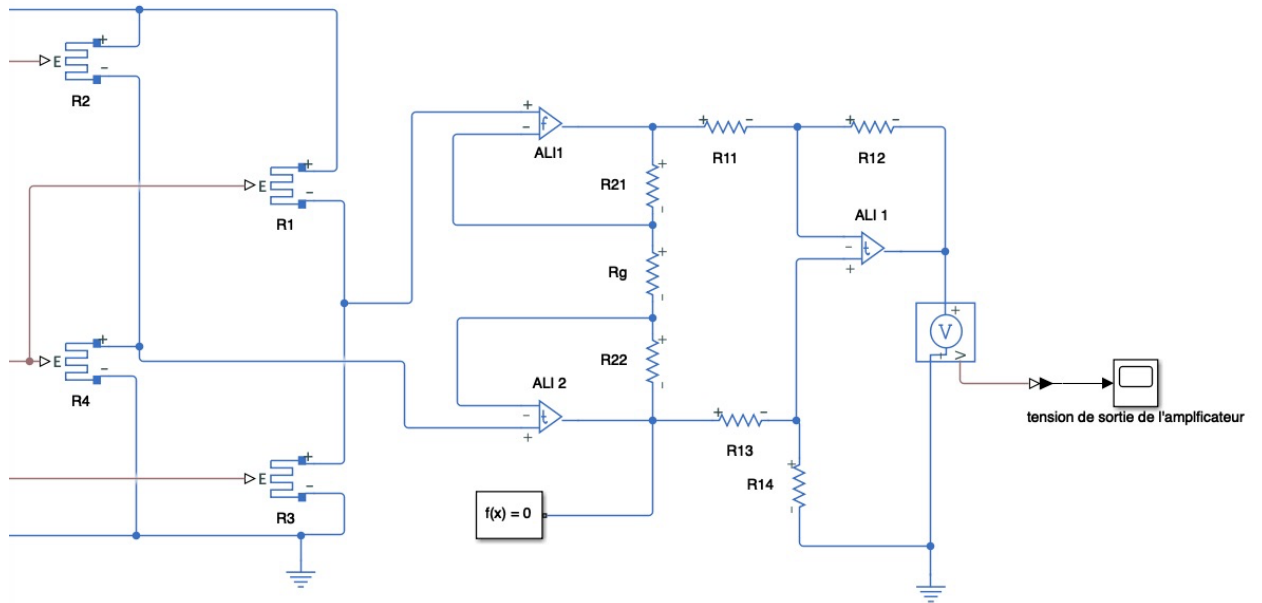 E
R2
E
R1
E
R4
E
R3
+
-
ALI1
R11
R12
R21
ALI 1
Rg
R22
ALI 2
V
V
R13
R14
f(x) = 0
tension de sortie de l'amplficateur